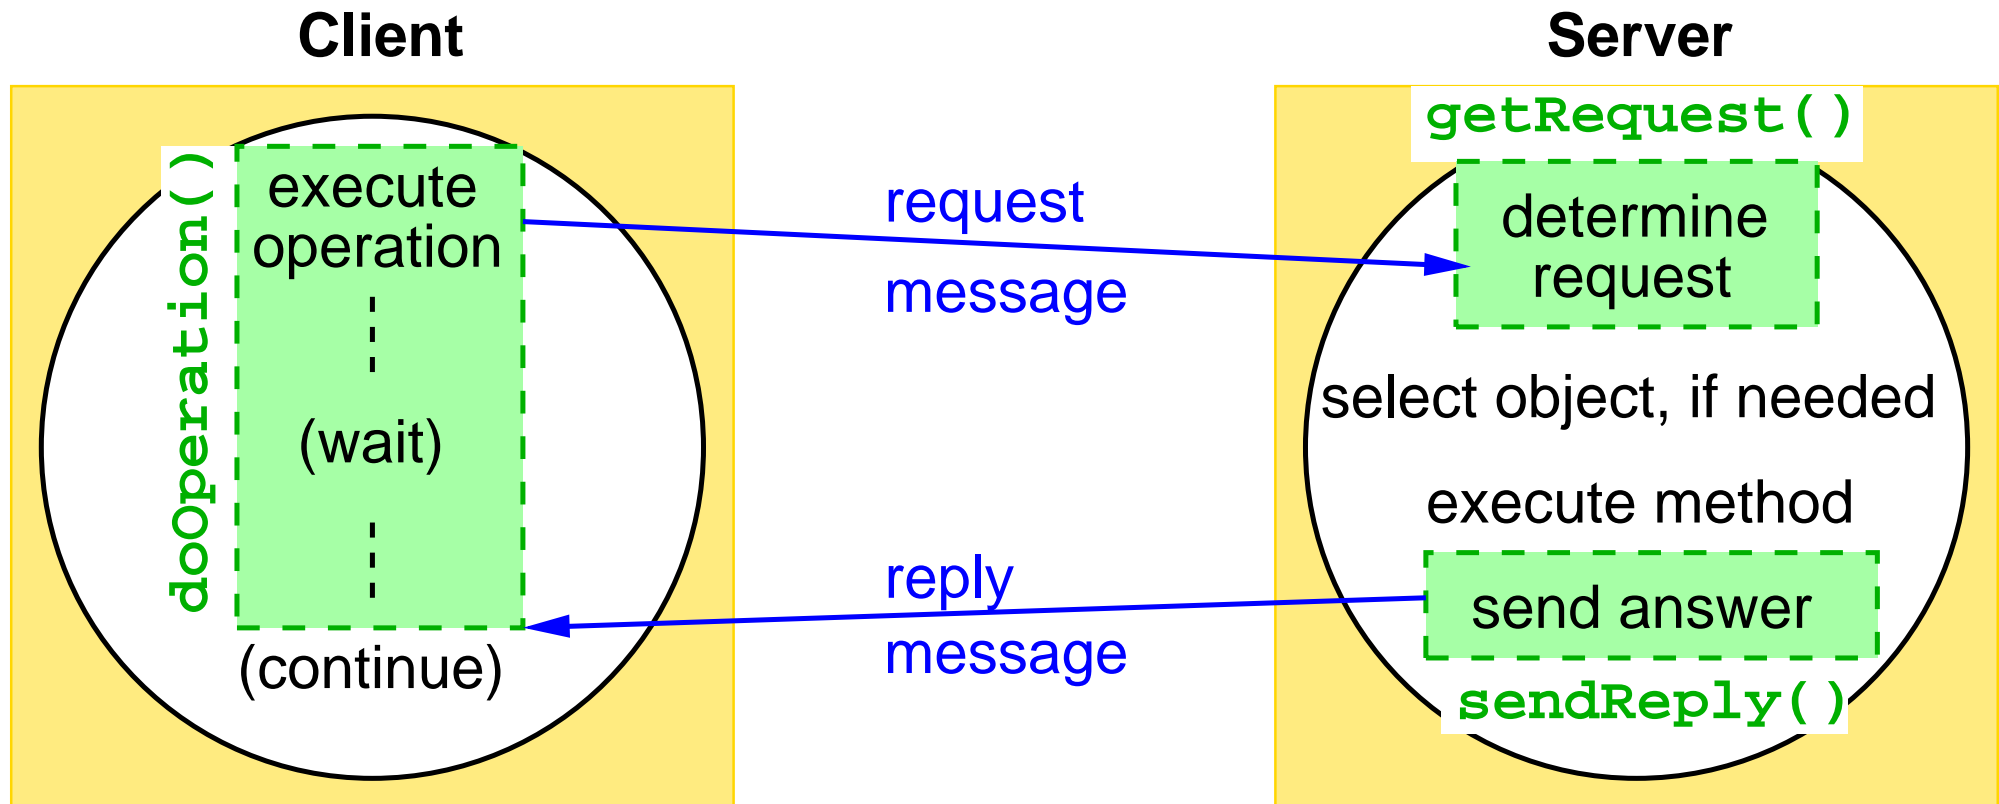 Client
doOperation()
execute
operation
(wait)
(continue)
request
message
reply
message
Server
getRequest()
determine
request
select object, if needed
execute method
send answer
sendReply()